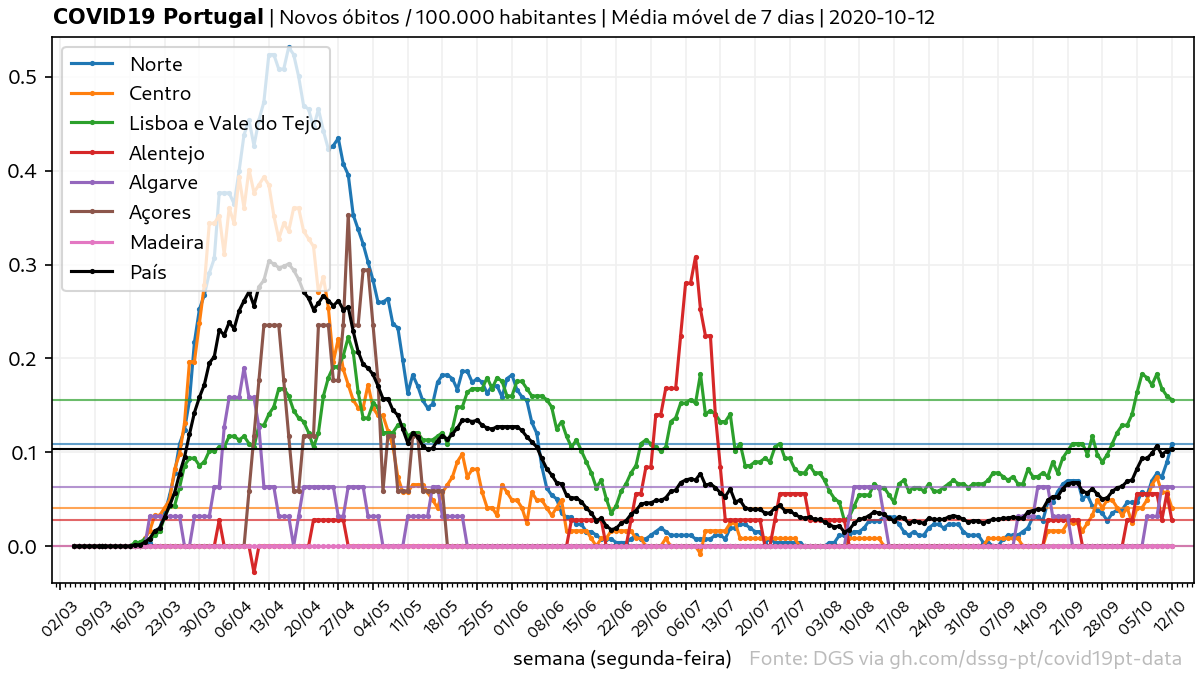 COVID19 Portugal | Novos óbitos / 100.000 habitantes | Média móvel de 7 dias | 2020-10-12
Norte
Centro
Lisboa e Vale do Tejo
Alentejo
Algarve
Açores
Madeira
País
0.5
0.4
0.3
0.2
0.1
0.0
02/03 09/03 16/03 23/03 30/03 06/04 13/04 20/04 27/04 04/05 11/05 18/05 25/05 01/06 08/06 15/06 22/06 29/06 06/07 13/07 20/07 27/07 03/08 10/08 17/08 24/08 31/08 07/09 14/09 21/09 28/09 05/10 12/10
semana (segunda-feira) Fonte: DGS via gh.com/dssg-pt/covid19pt-data